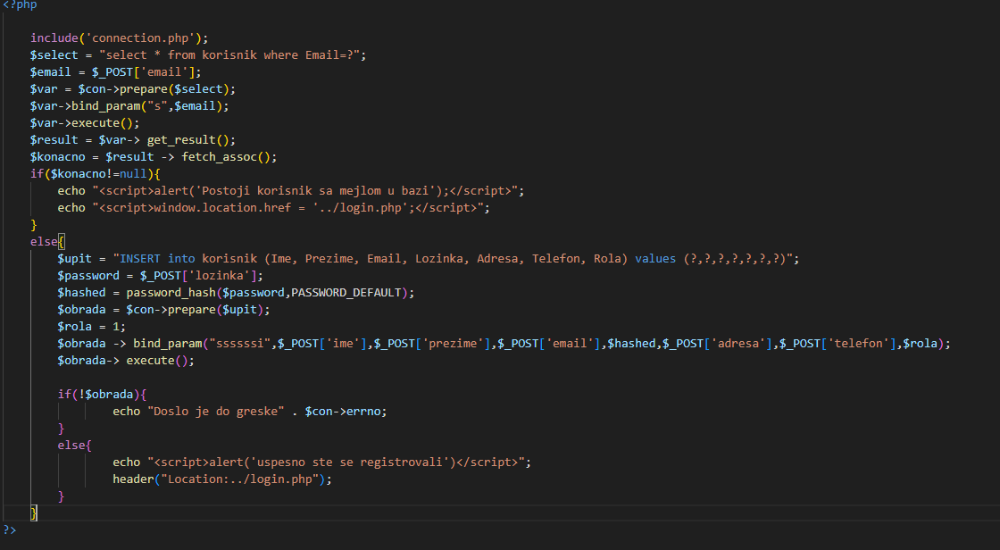 <?php
include('connection.php');
$select = "select * from korisnik where Email=?";
$email = $_POST['email'];
$var = $con->prepare($select);
$var->bind_param("s",$email);
$var->execute();
$result = $var-> get_result();
$konacno = $result -> fetch_assoc();
if($konacno!=null){
echo "<script>alert('Postoji korisnik sa mejlom u bazi');</script>";
echo "<script>window.location.href = '../login.php';</script>";
}
else{
$upit = "INSERT into korisnik (Ime, Prezime, Email, Lozinka, Adresa, Telefon, Rola) values (?,?,?,?,?,?,?)";
$password = $_POST['lozinka'];
$hashed = password_hash($password,PASSWORD_DEFAULT);
$obrada = $con->prepare($upit);
$rola = 1;
$obrada -> bind_param("ssssssi",$_POST['ime'],$_POST['prezime'],$_POST['email'],$hashed,$_POST['adresa'],$_POST['telefon'],$rola);
$obrada-> execute();
if(!$obrada){
echo "Doslo je do greske" . $con->errno;
}
else{
echo "<script>alert('uspesno ste se registrovali')</script>";
header("Location:../login.php");
}
}
?>